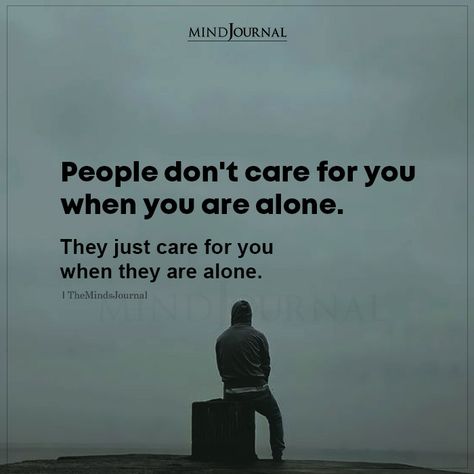 MINDJOURNAL
People don't care for you
when you are alone.
They just care for you
when they are alone.
TheMindsJournal
MINDJOURNAL